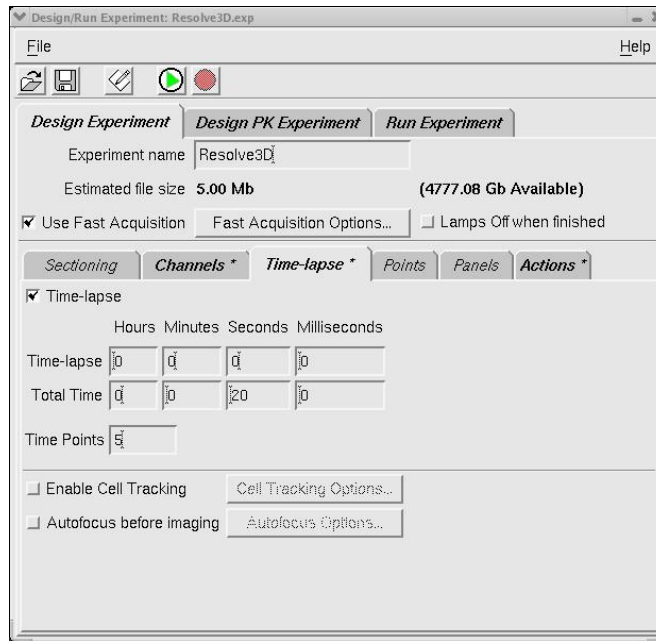 Design/Run Experiment: Resolve3D.exp
File Help
Design Experiment Design PK Experiment Run Experiment
Experiment name Resolve3D
Estimated file size 5.00 Mb (4777.08 Gb Available)
Use Fast Acquisition Fast Acquisition Options... Lamps Off when finished
Sectioning Channels * Time-lapse * Points Panels Actions *
Time-lapse
Hours Minutes Seconds Milliseconds
Time-lapse 0 0 0 0
Total Time 0 0 20 0
Time Points 5
Enable Cell Tracking Cell Tracking Options...
Autofocus before imaging Autofocus Options...